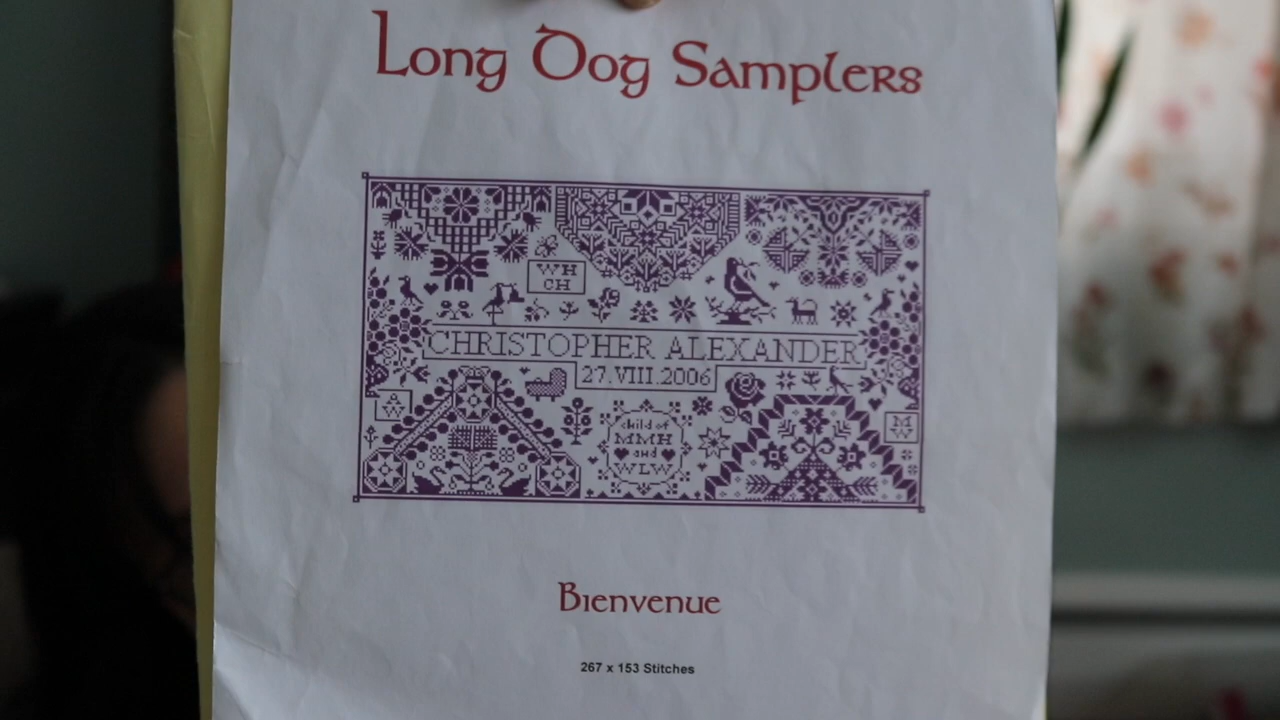 Long Dog Samplers
WH
CH
CHRISTOPHER ALEXANDER
27.VIII.2006
child of
MMH
and
WLW
M
W
Bienvenue
267 x 153 Stitches